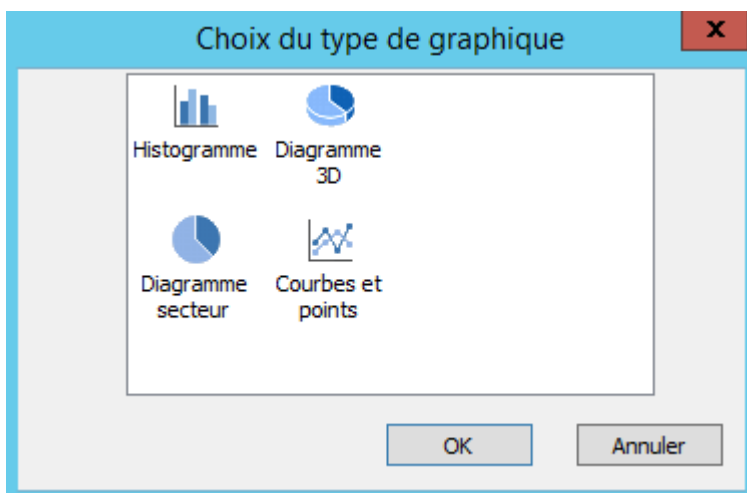 Choix du type de graphique
x
Histogramme
Diagramme
3D
Diagramme
secteur
Courbes et
points
OK
Annuler